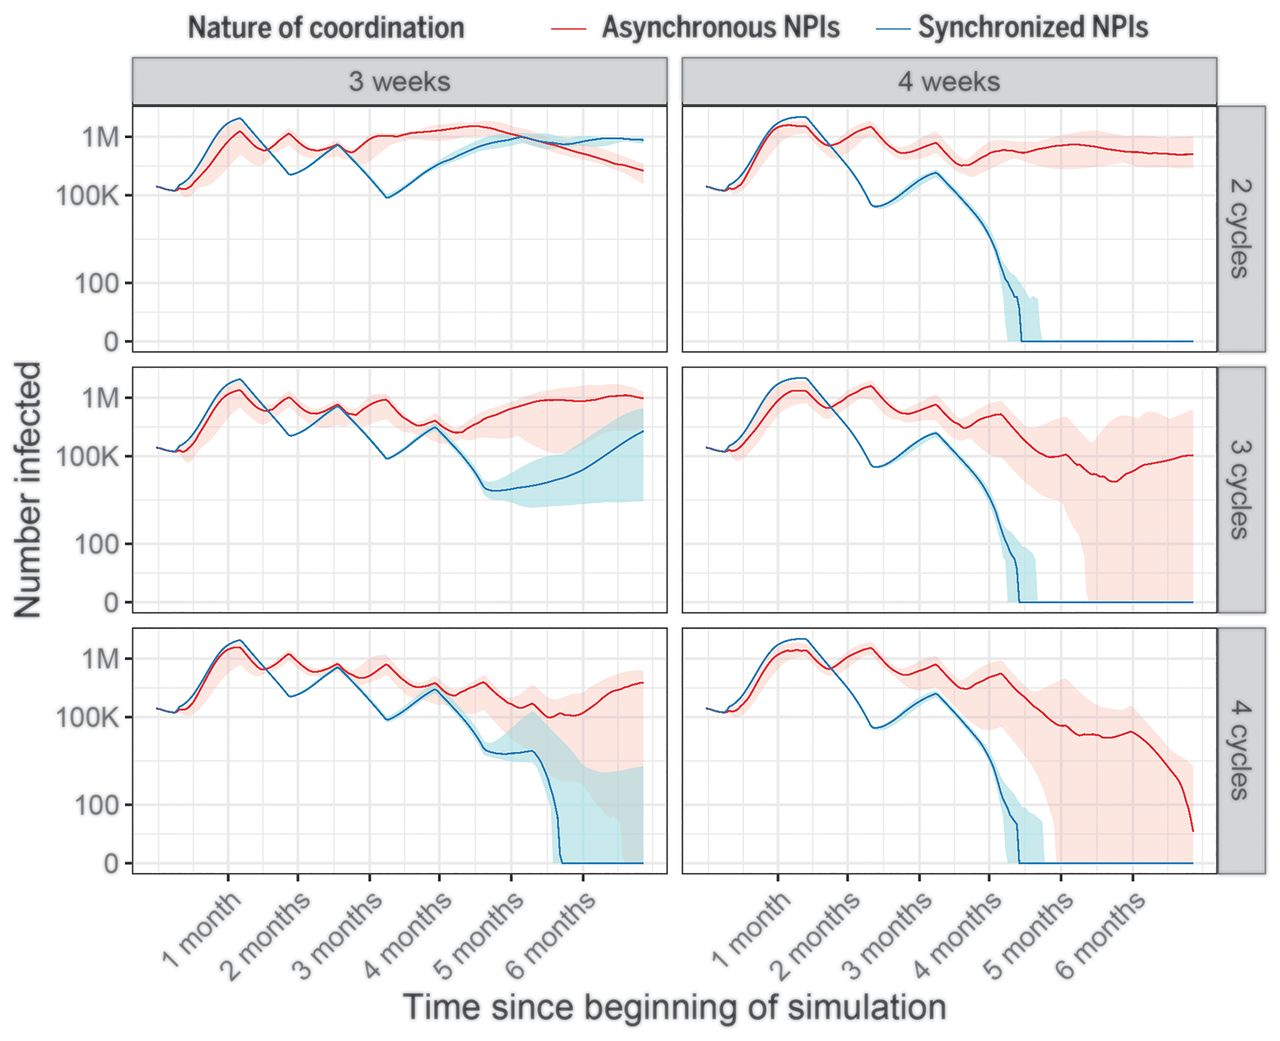 Nature of coordination Asynchronous NPIs Synchronized NPIs
3 weeks 4 weeks
1M
100K
100
0
2 cycles
1M
100K
100
0
3 cycles
1M
100K
100
0
4 cycles
Number infected
1 month 2 months 3 months 4 months 5 months 6 months 1 month 2 months 3 months 4 months 5 months 6 months
Time since beginning of simulation